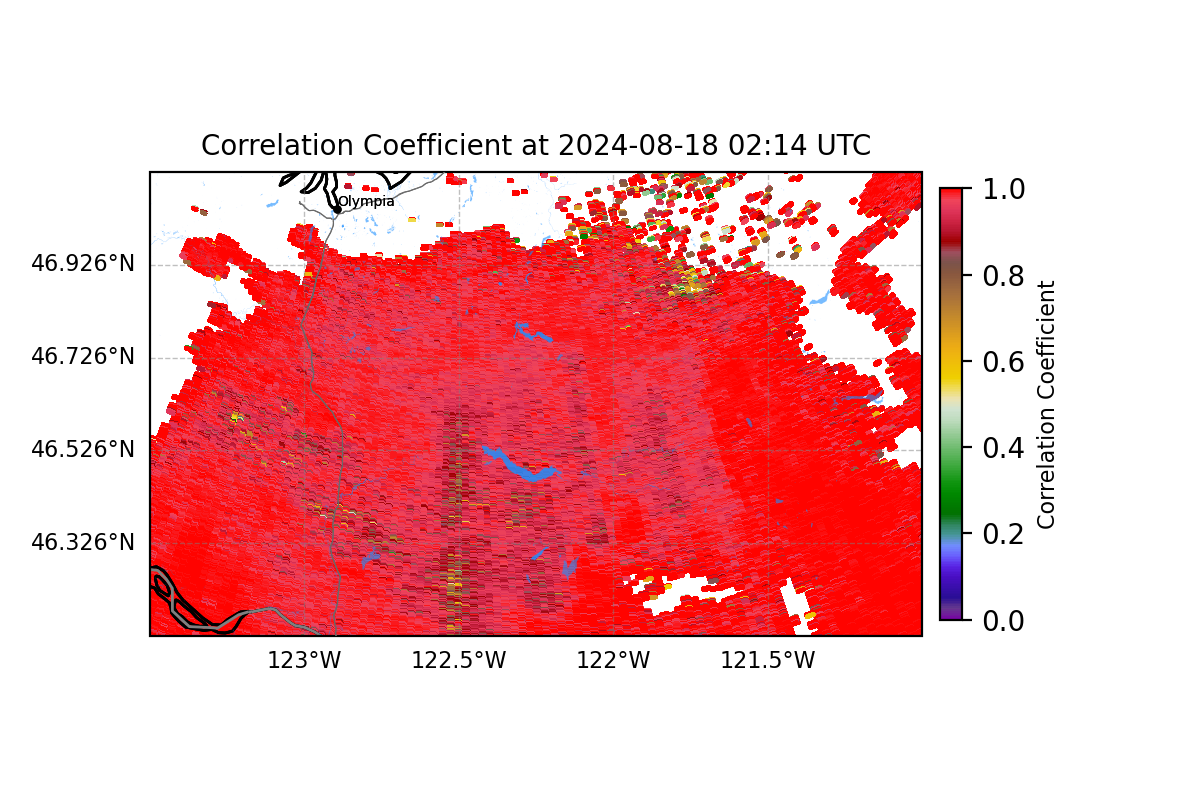 Correlation Coefficient at 2024-08-18 02:14 UTC
Olympia
46.926°N
46.726°N
46.526°N
46.326°N
123°W
122.5°W
122°W
121.5°W
1.0
0.8
0.6
0.4
0.2
0.0
Correlation Coefficient